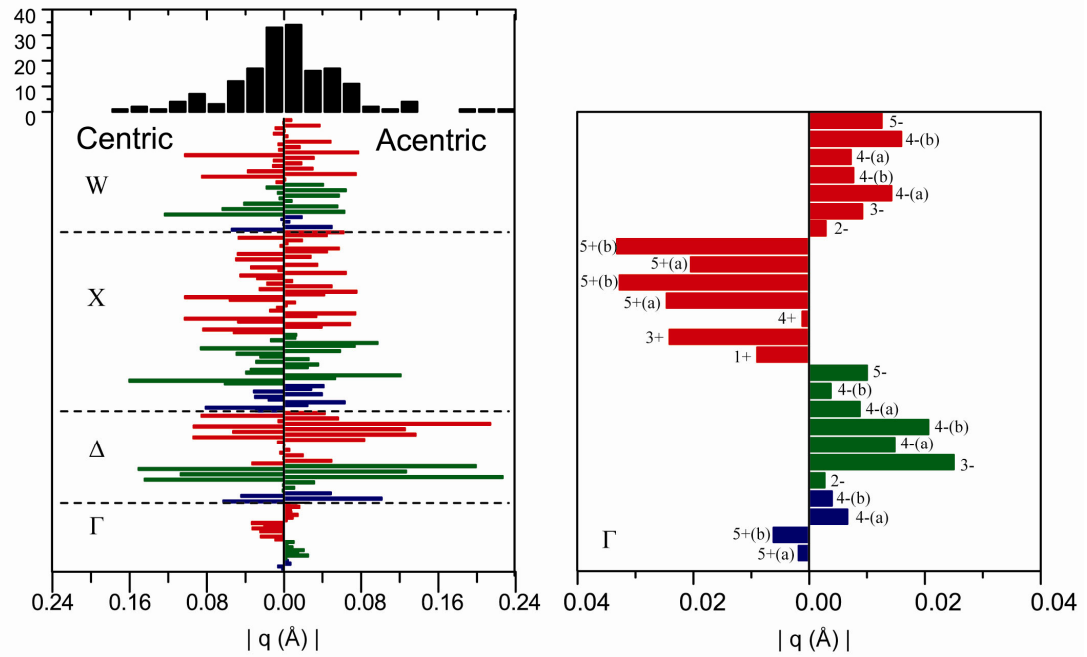 40
30
20
10
0
Centric Acentric
W
X
Δ
Γ
0.24 0.16 0.08 0.00 0.08 0.16 0.24
| q (Å) |
5-
4-(b)
4-(a)
4-(b)
4-(a)
3-
2-
5+(b)
5+(a)
5+(b)
5+(a)
4+
3+
1+
5-
4-(b)
4-(a)
4-(b)
4-(a)
3-
2-
4-(b)
4-(a)
5+(b)
Γ
5+(a)
0.04 0.02 0.00 0.02 0.04
| q (Å) |